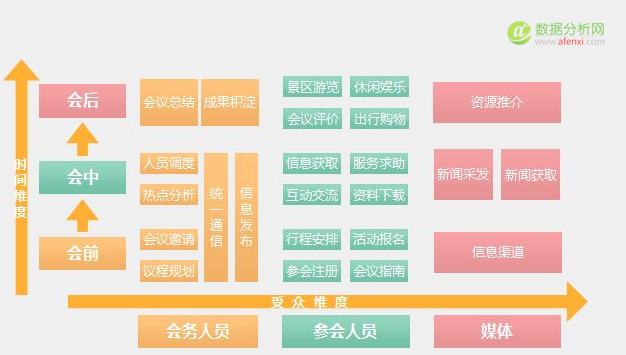 数据分析网
www.afenxi.com
会后
会议总结
成果积淀
景区游览
休闲娱乐
会议评价
出行购物
资源推介
时间维度
会中
人员调度
热点分析
统一通信
信息发布
信息获取
服务求助
互动交流
资料下载
新闻采发
新闻获取
会前
会议邀请
议程规划
行程安排
活动报名
参会注册
会议指南
信息渠道
受众维度
会务人员
参会人员
媒体